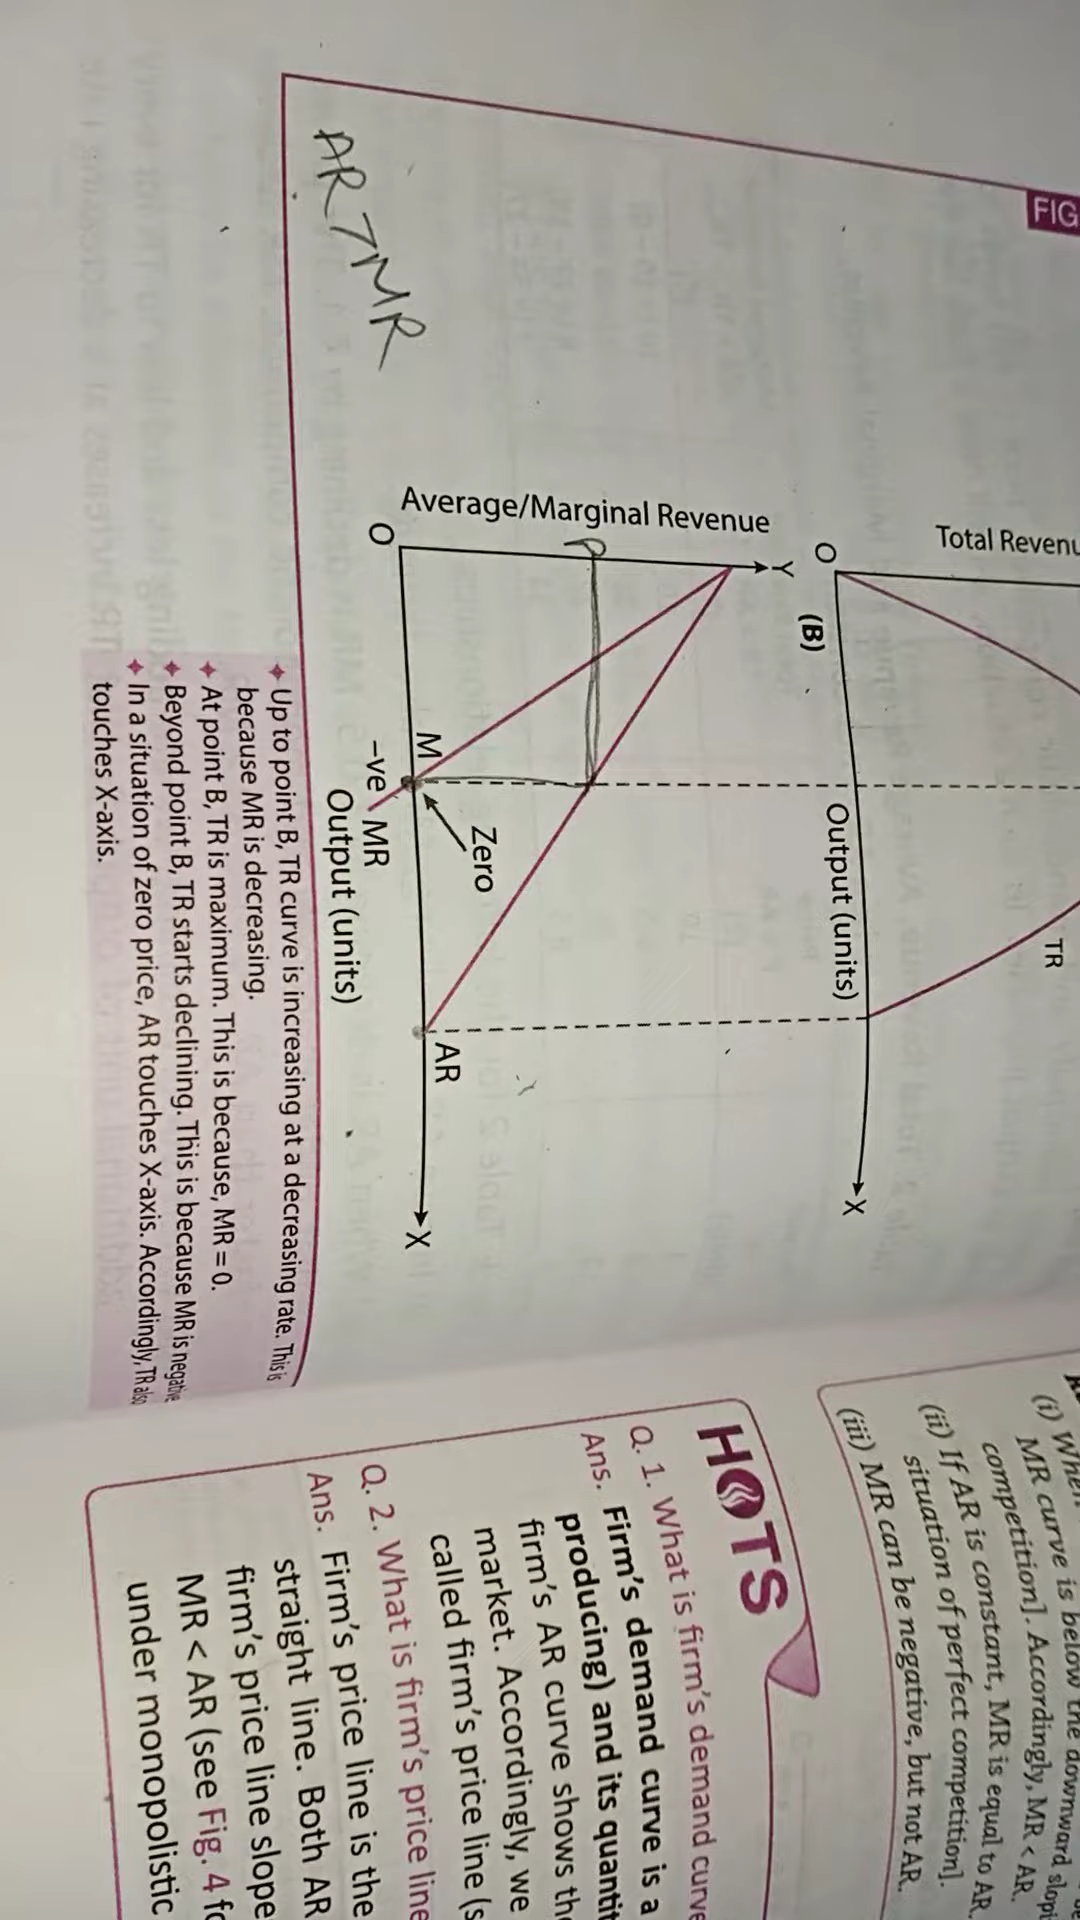 FIG
Total Revenu
O
Output (units)
X
TR
(B)
Y
Average/Marginal Revenue
P
O
M
Zero
-ve
MR
AR
X
Output (units)
AR > MR
✦ Up to point B, TR curve is increasing at a decreasing rate. This is
because MR is decreasing.
✦ At point B, TR is maximum. This is because, MR = 0.
✦ Beyond point B, TR starts declining. This is because MR is negative
✦ In a situation of zero price, AR touches X-axis. Accordingly, TR also
touches X-axis.
(i) When
MR curve is below the downward slopi
competition]. Accordingly, MR < AR.
(ii) If AR is constant, MR is equal to AR.
situation of perfect competition].
(iii) MR can be negative, but not AR.
HOTS
Q. 1. What is firm's demand curve
Ans. Firm's demand curve is a
producing) and its quantit
firm's AR curve shows th
market. Accordingly, we
called firm's price line (s
Q. 2. What is firm's price line
Ans. Firm's price line is the
straight line. Both AR
firm's price line slope
MR < AR (see Fig. 4 fo
under monopolistic